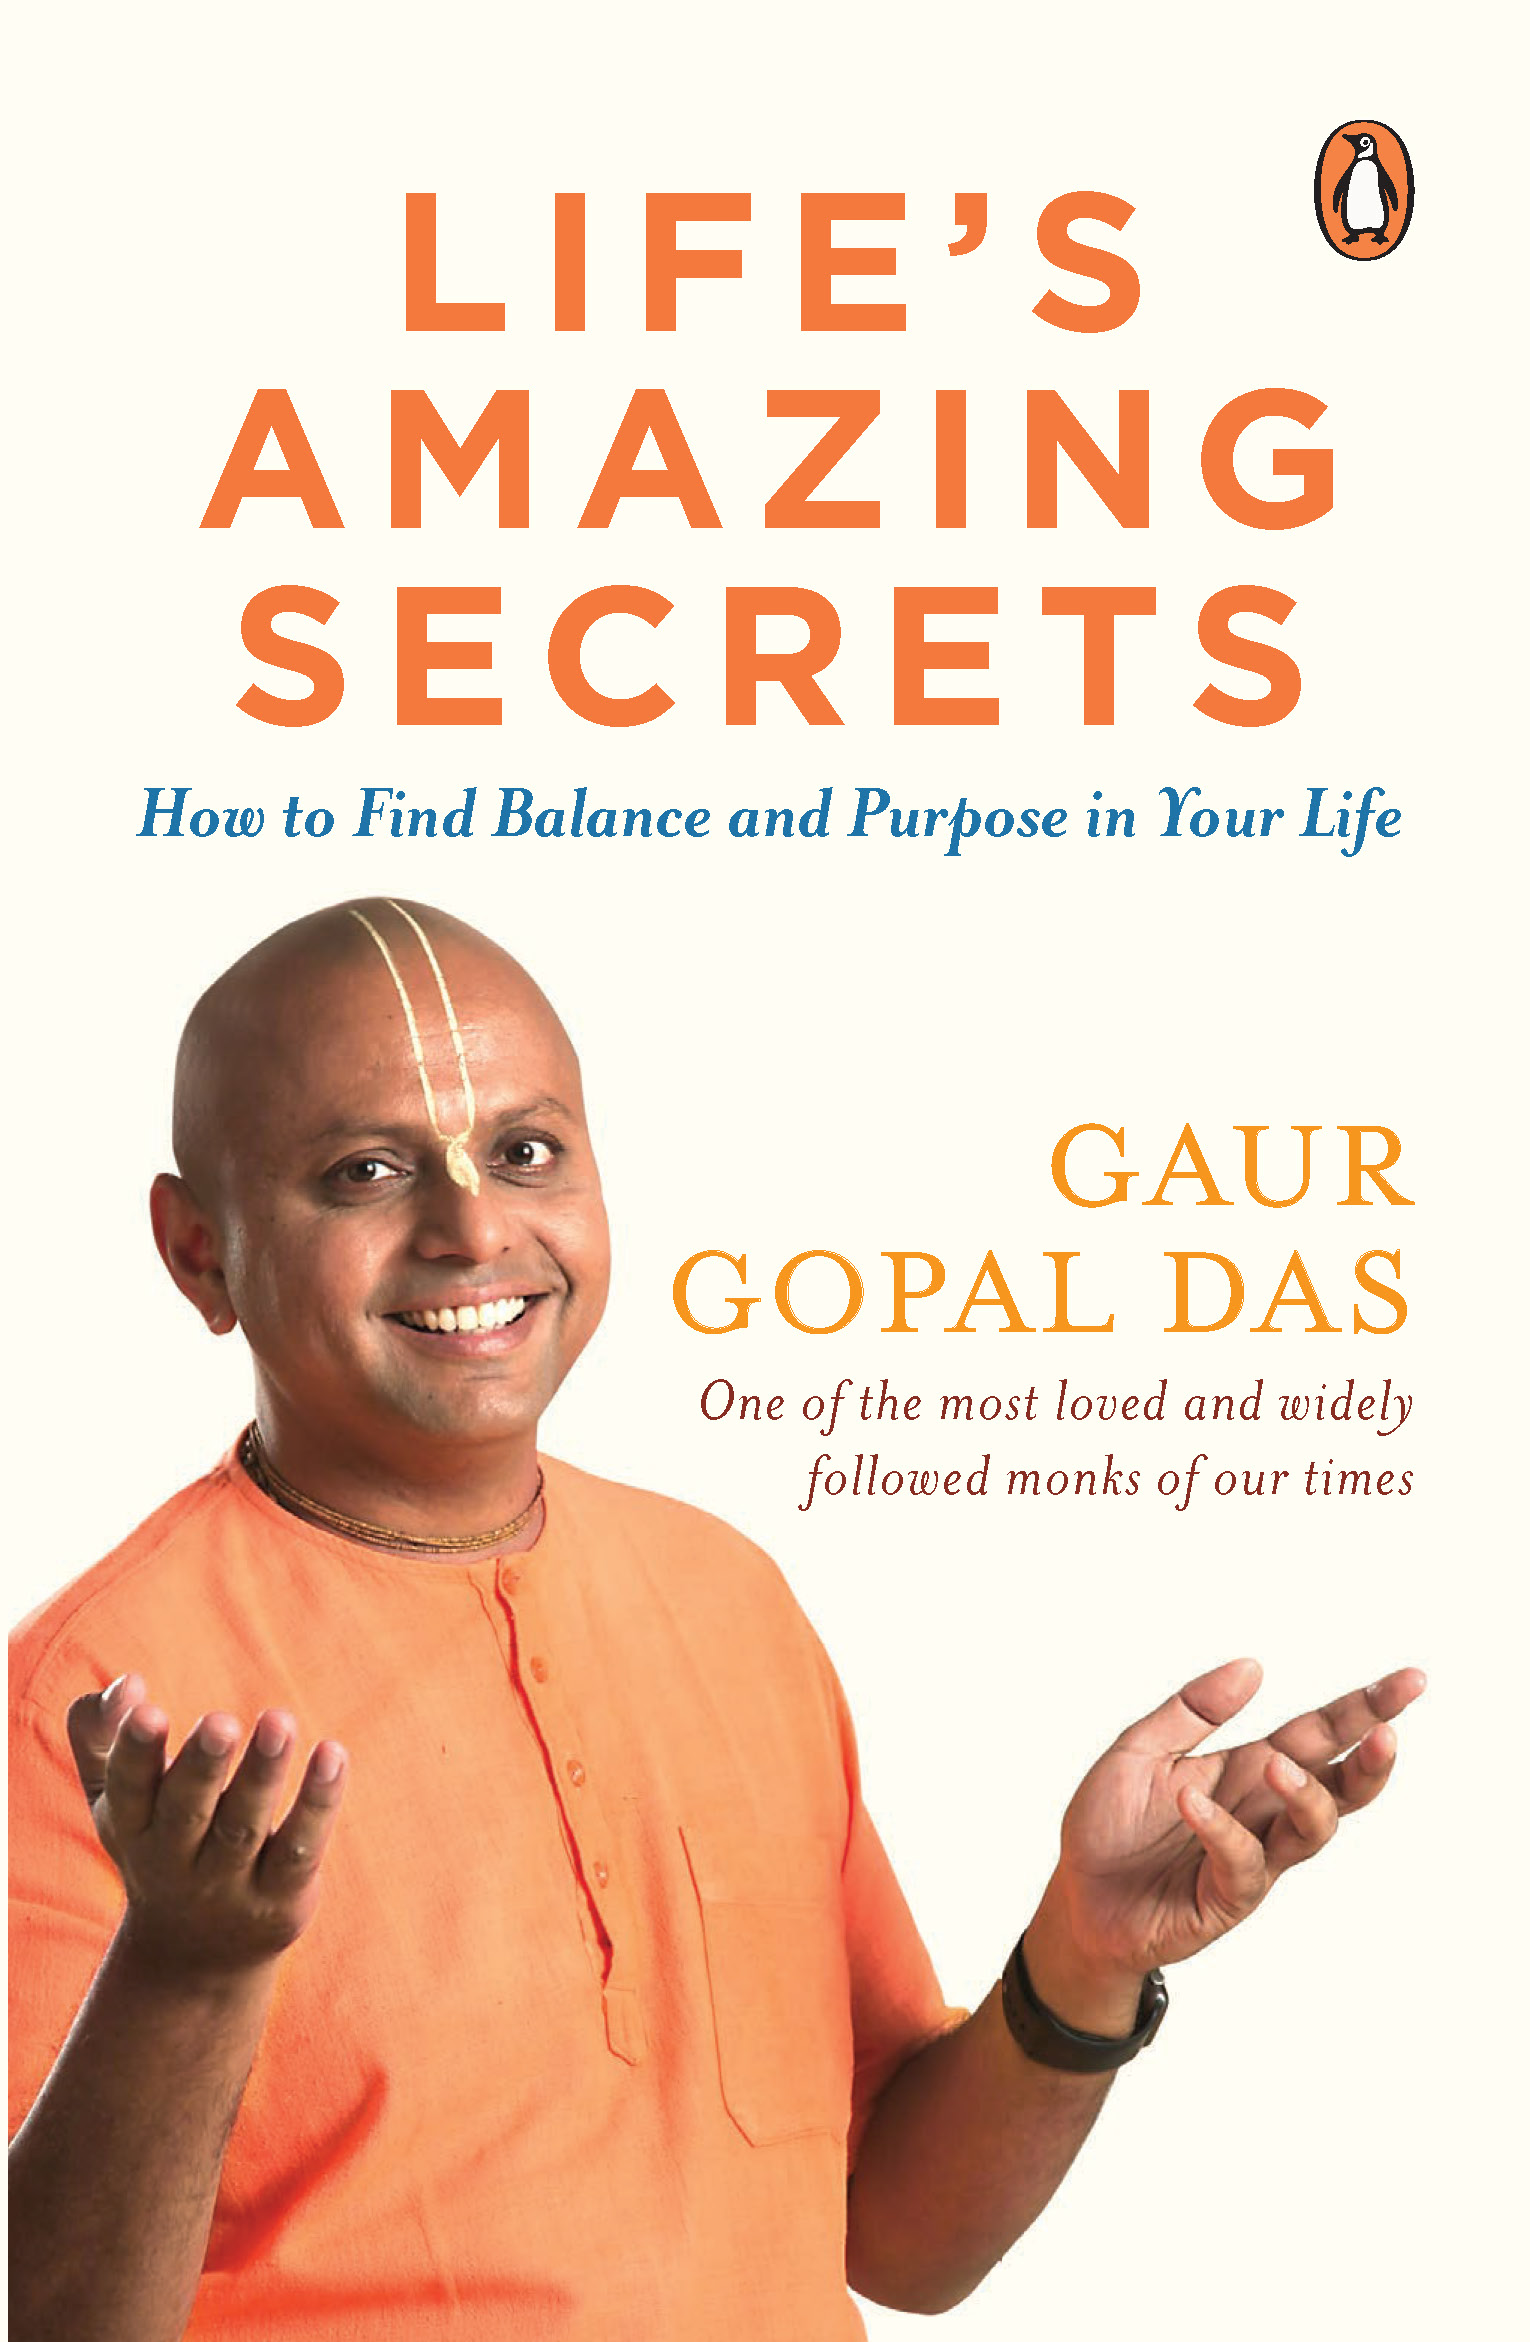 LIFE’S
AMAZING
SECRETS
How to Find Balance and Purpose in Your Life
GAUR
GOPAL DAS
One of the most loved and widely
followed monks of our times